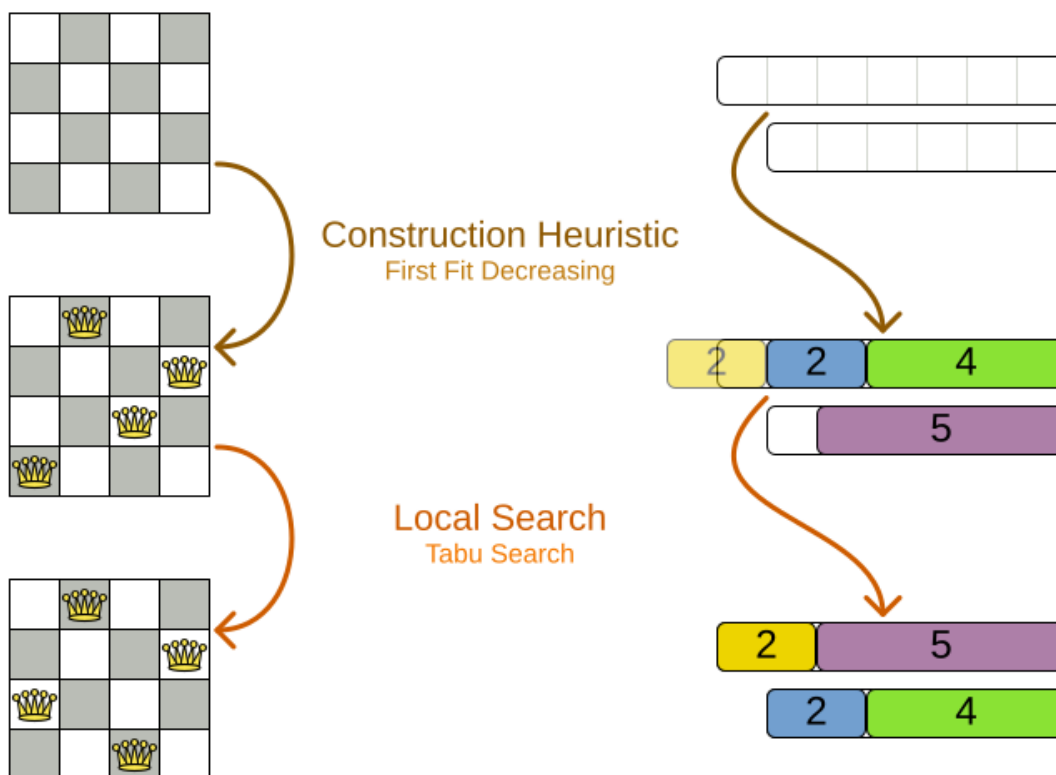 Construction Heuristic
First Fit Decreasing
2 2 4
5
Local Search
Tabu Search
2 5
2 4